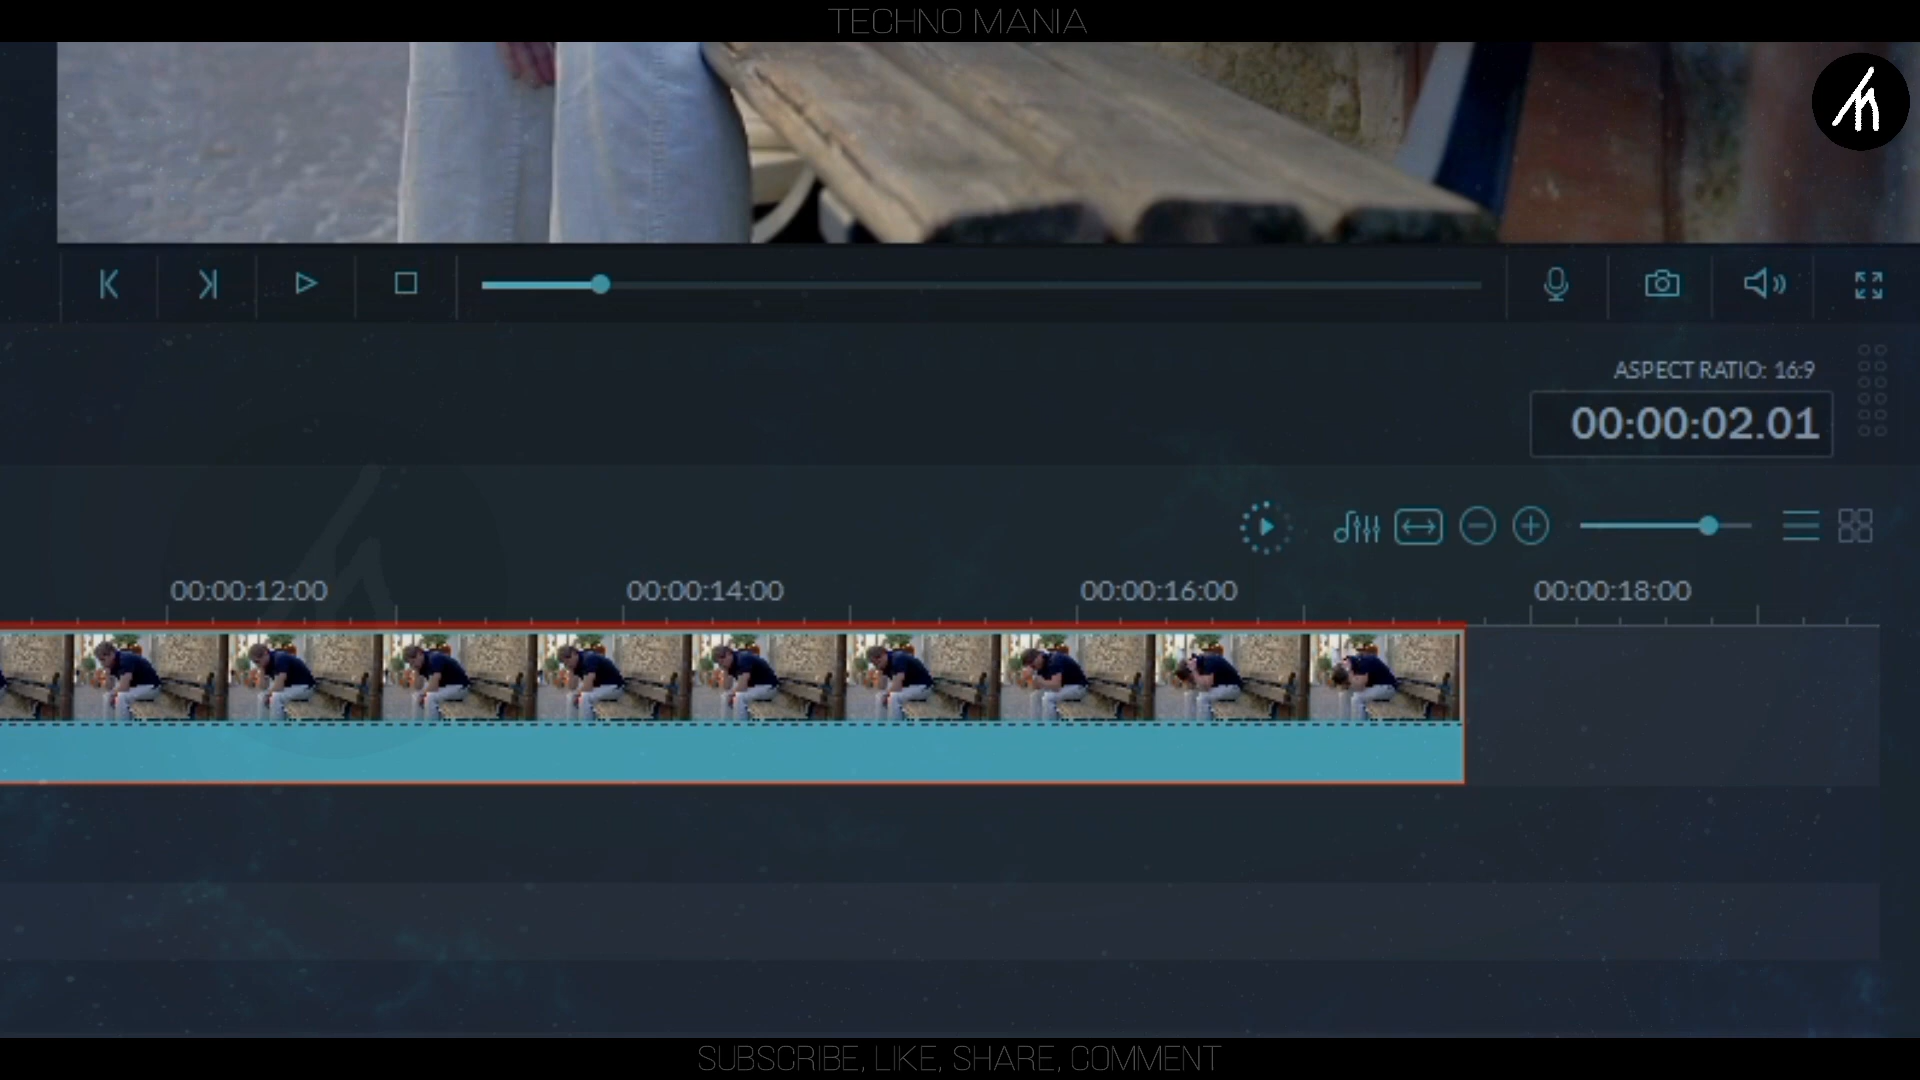 TECHNO MANIA
ASPECT RATIO: 16:9
00:00:02.01
00:00:12:00 00:00:14:00 00:00:16:00 00:00:18:00
SUBSCRIBE, LIKE, SHARE, COMMENT